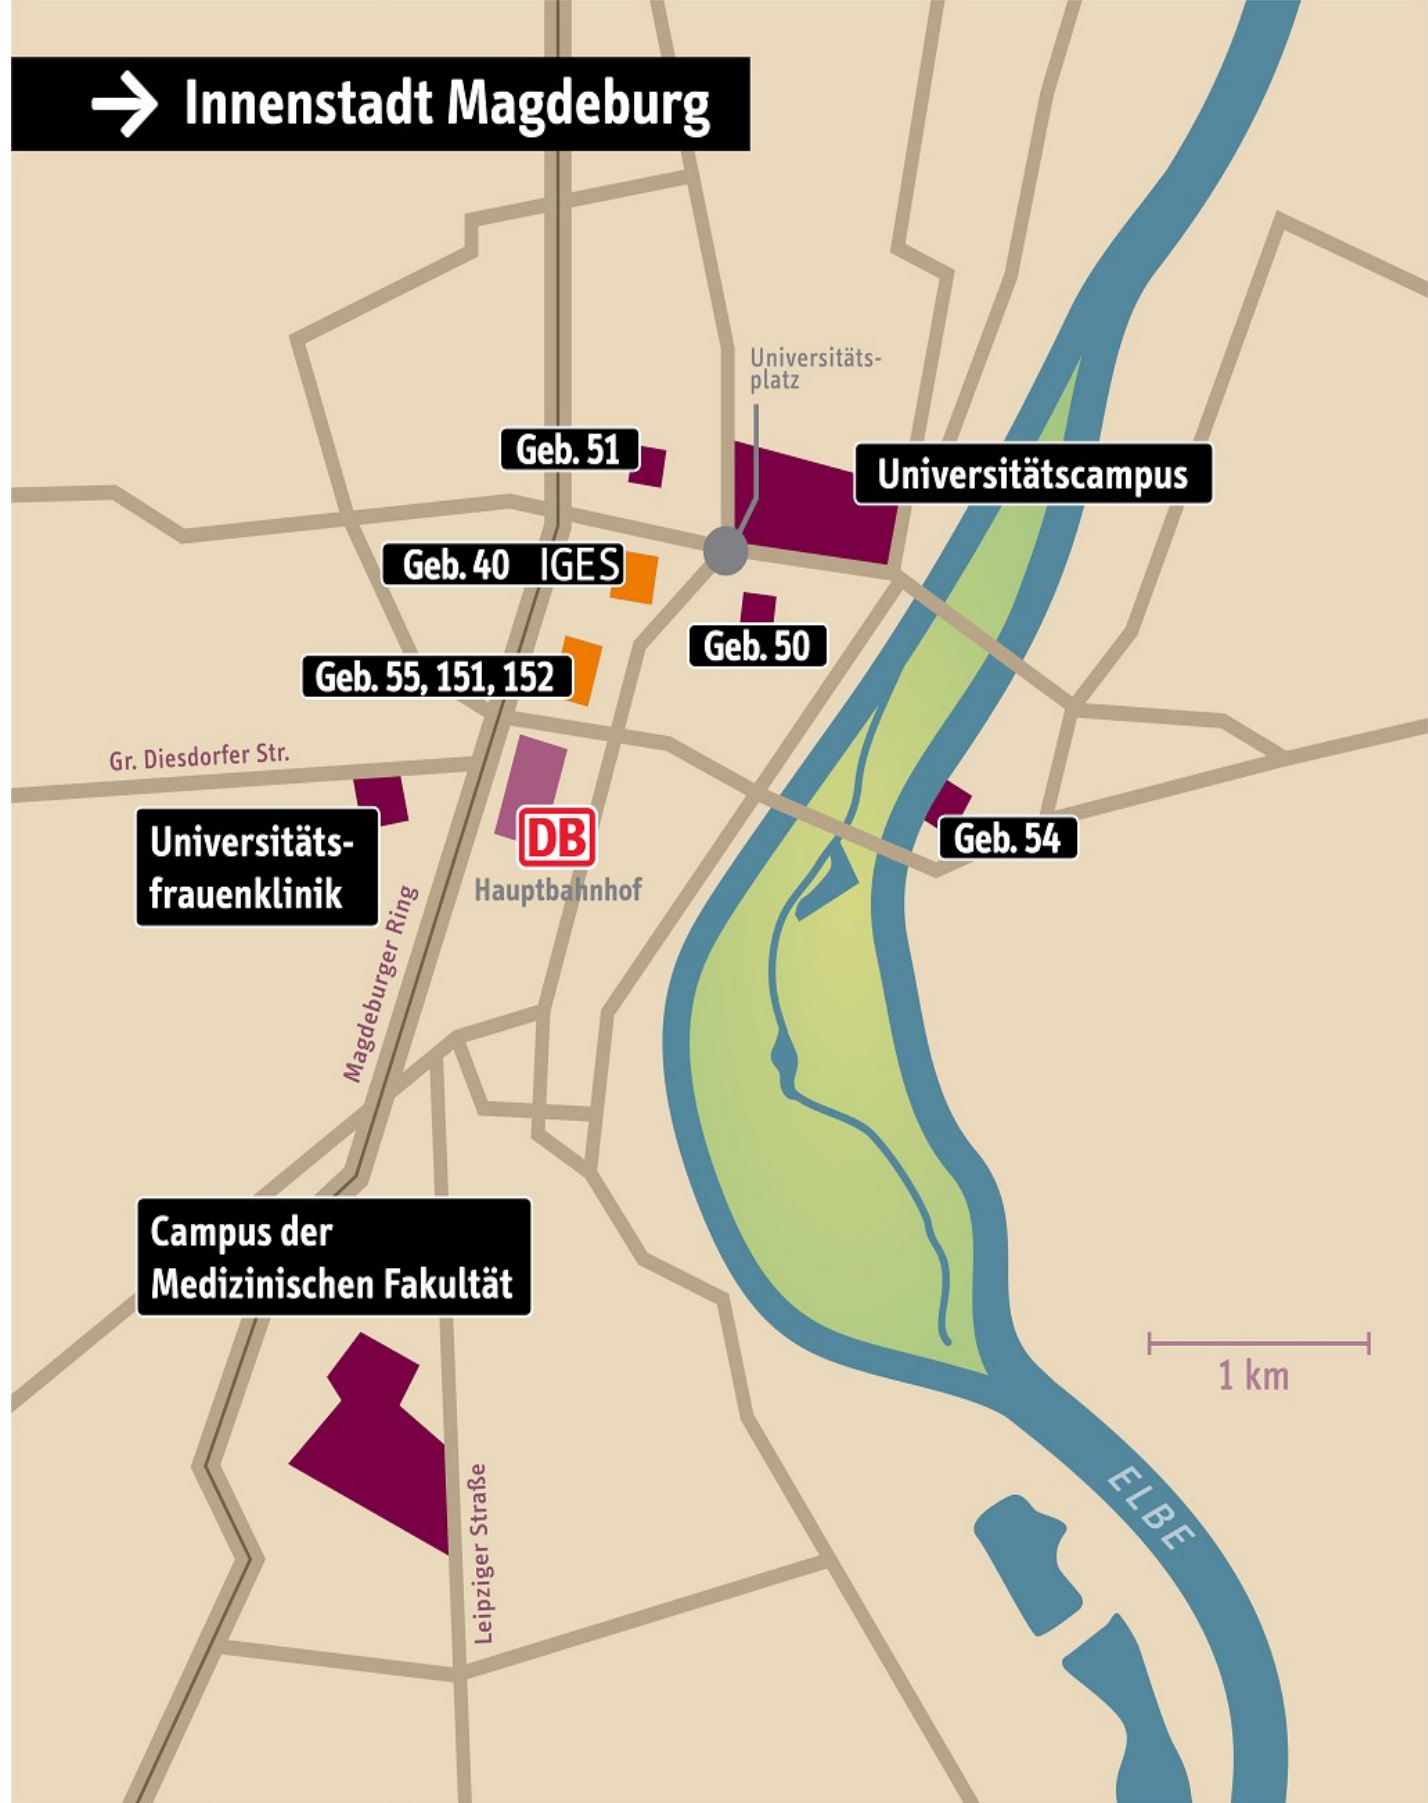 → Innenstadt Magdeburg
Universitäts-
platz
Geb. 51
Universitätscampus
Geb. 40 IGES
Geb. 50
Geb. 55, 151, 152
Gr. Diesdorfer Str.
DB
Hauptbahnhof
Geb. 54
Universitäts-
frauenklinik
Magdeburger Ring
Campus der
Medizinischen Fakultät
1 km
Leipziger Straße
ELBE